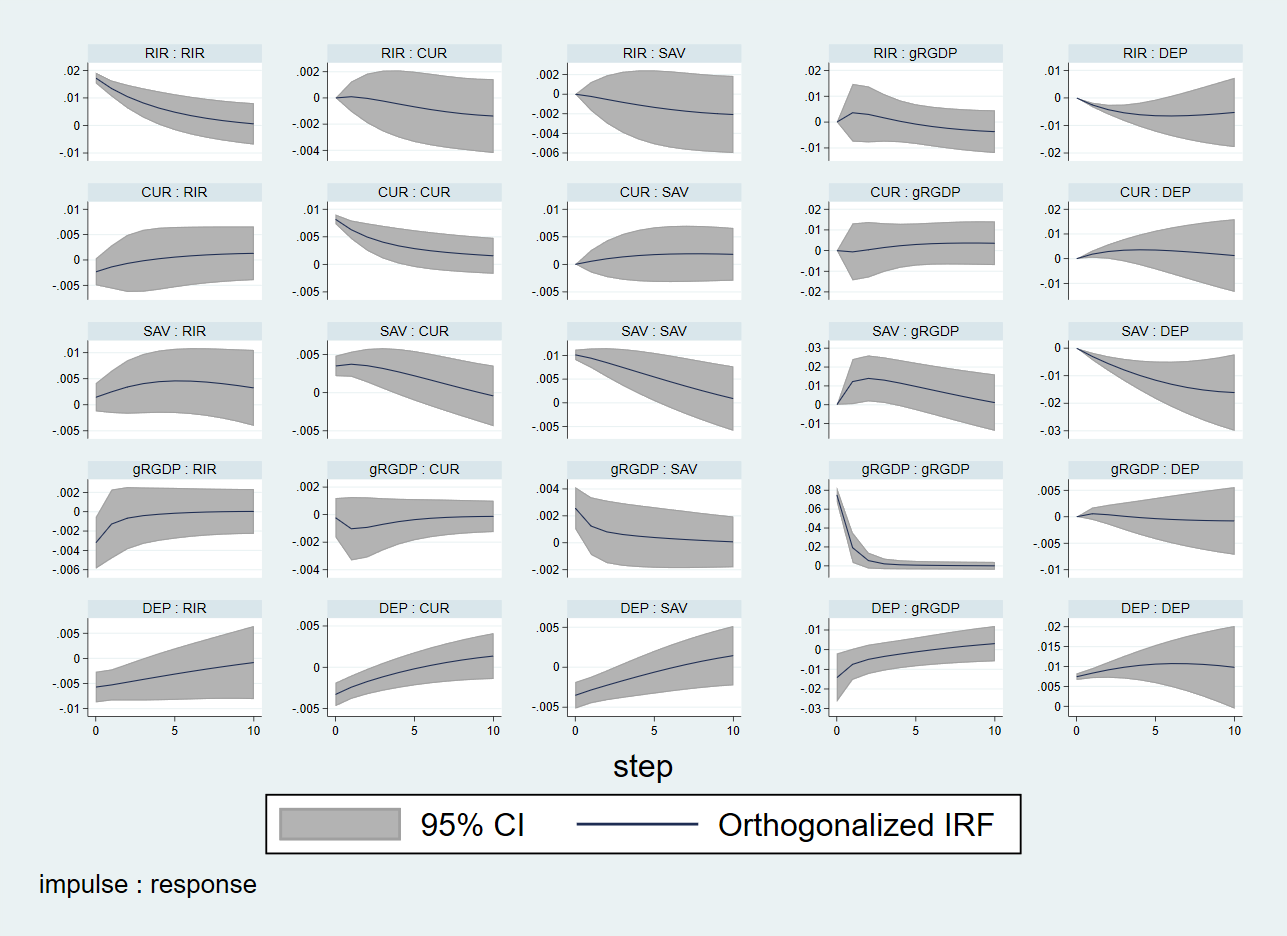 RIR : RIR RIR : CUR RIR : SAV RIR : gRGDP RIR : DEP
.02 .002 .002 .02 .01
.01 0 0 .01 0
0 -.002 -.002 0 -.01
-.01 -.004 -.004 -.01 -.02
-.006
CUR : RIR CUR : CUR CUR : SAV CUR : gRGDP CUR : DEP
.01 .01 .01 .02 .02
.005 .005 .005 .01 .01
0 0 0 0 0
-.005 -.005 -.005 -.01 -.01
-.02
SAV : RIR SAV : CUR SAV : SAV SAV : gRGDP SAV : DEP
.01 .005 .01 .03 0
.005 0 .005 .02 -.01
0 -.005 0 .01 -.02
-.005 -.005 0 -.03
-.01
gRGDP : RIR gRGDP : CUR gRGDP : SAV gRGDP : gRGDP gRGDP : DEP
.002 .002 .004 .08 .005
0 0 .002 .06 0
-.002 -.002 0 .04 -.005
-.004 -.004 -.002 .02 -.01
-.006 0
DEP : RIR DEP : CUR DEP : SAV DEP : gRGDP DEP : DEP
.005 .005 .005 .01 .02
0 0 0 0 .015
-.005 -.005 -.005 -.01 .01
-.01 -.02 .005
-.03 0
0 5 10 0 5 10 0 5 10 0 5 10 0 5 10
step
95% CI Orthogonalized IRF
impulse : response